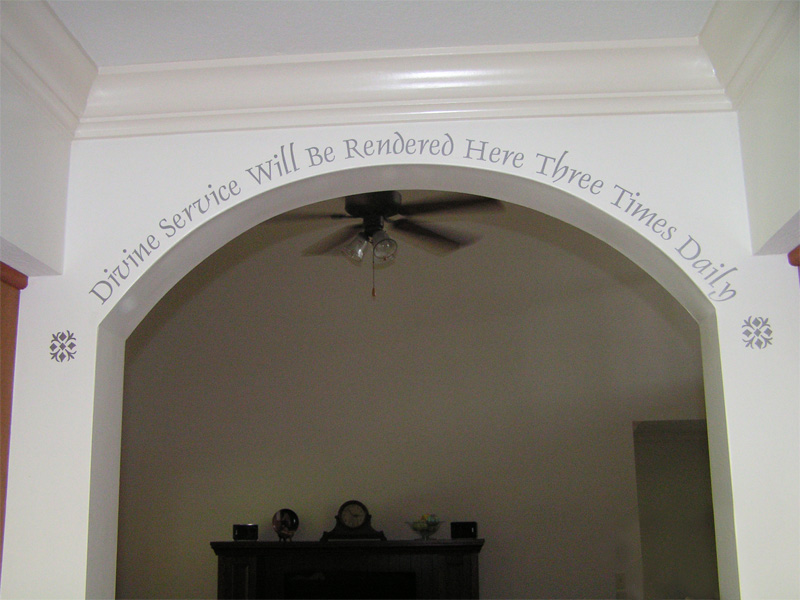 Divine Service Will Be Rendered Here Three Times Daily